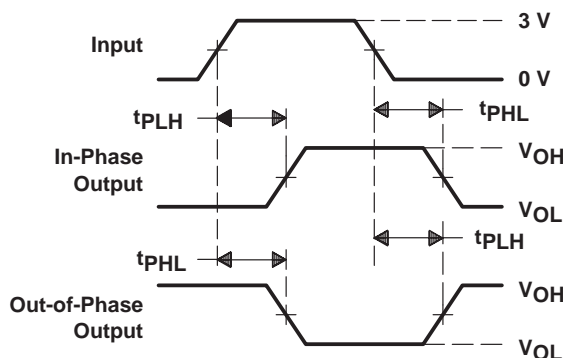 3 V
Input
0 V
tPLH
tPHL
In-Phase
Output
VOH
VOL
tPHL
tPLH
Out-of-Phase
Output
VOH
VOL